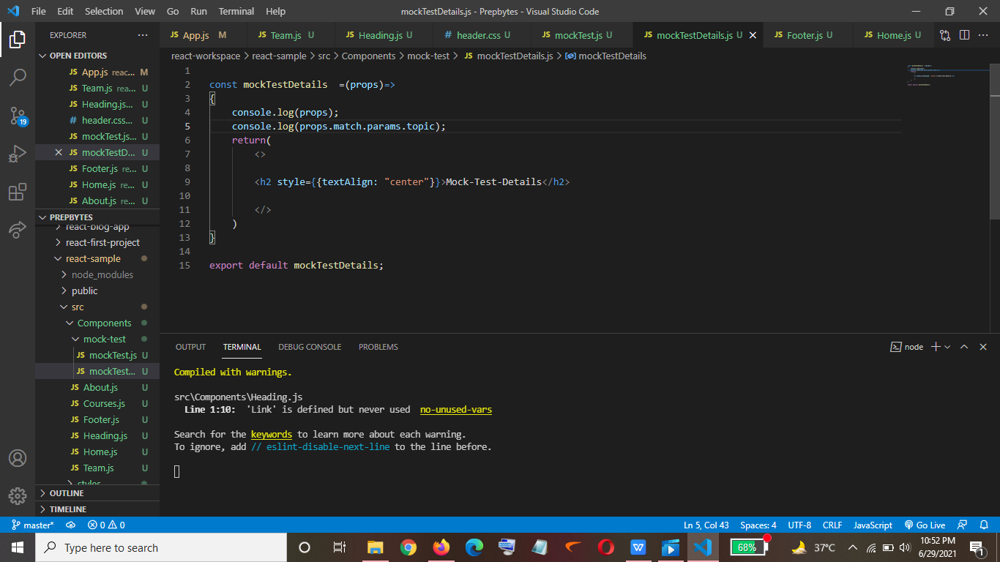 File Edit Selection View Go Run Terminal Help
mockTestDetails.js - Prepbytes - Visual Studio Code
EXPLORER
OPEN EDITORS
JS App.js reac... M
JS Team.js rea... U
JS Heading.js... U
# header.css... U
JS mockTest.js... U
JS mockTestD... U
JS Footer.js re... U
JS Home.js re... U
JS About.js re... U
PREPBYTES
react-blog-app
react-first-project
react-sample
node_modules
public
src
Components
mock-test
JS mockTest.js U
JS mockTest... U
JS About.js U
JS Courses.js U
JS Footer.js U
JS Heading.js U
JS Home.js U
JS Team.js U
styles
OUTLINE
TIMELINE
19
JS App.js M JS Team.js U JS Heading.js U # header.css U JS mockTest.js U JS mockTestDetails.js U JS Footer.js U JS Home.js U
react-workspace > react-sample > src > Components > mock-test > JS mockTestDetails.js > mockTestDetails
1
2 const mockTestDetails  =(props)=>
3 {
4     console.log(props);
5     console.log(props.match.params.topic);
6     return(
7         <>
8
9         <h2 style={{textAlign: "center"}}>Mock-Test-Details</h2>
10
11         </>
12     )
13 }
14
15 export default mockTestDetails;
OUTPUT TERMINAL DEBUG CONSOLE PROBLEMS
node
Compiled with warnings.
src\Components\Heading.js
  Line 1:10:  'Link' is defined but never used  no-unused-vars
Search for the keywords to learn more about each warning.
To ignore, add // eslint-disable-next-line to the line before.
master* 0 0
Ln 5, Col 43 Spaces: 4 UTF-8 CRLF JavaScript Go Live
Type here to search
W
68%
37°C
10:52 PM
6/29/2021
1